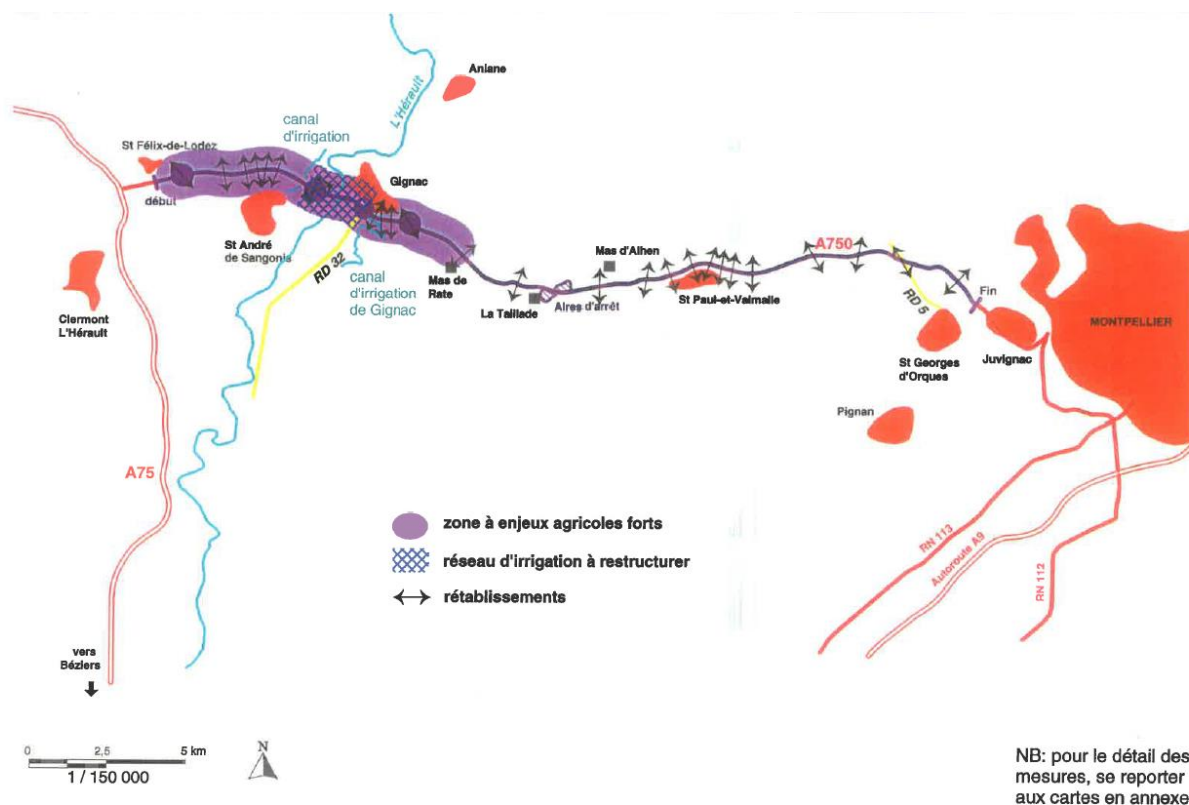 Aniane
L'Hérault
canal
d'irrigation
St Félix-de-Lodez
Gignac
début
St André
de Sangonis
RD 32
canal
d'irrigation
de Gignac
Mas de
Rate
Mas d'Alhen
A750
La Taillade
Aires d'arrêt
St Paul-et-Valmalle
RD 5
Fin
MONTPELLIER
Clermont
L'Hérault
St Georges
d'Orques
Juvignac
Pignan
A75
zone à enjeux agricoles forts
réseau d'irrigation à restructurer
rétablissements
RN 113
Autoroute A9
RN 112
vers
Béziers
N
0 2,5 5 km
1 / 150 000
NB: pour le détail des
mesures, se reporter
aux cartes en annexe